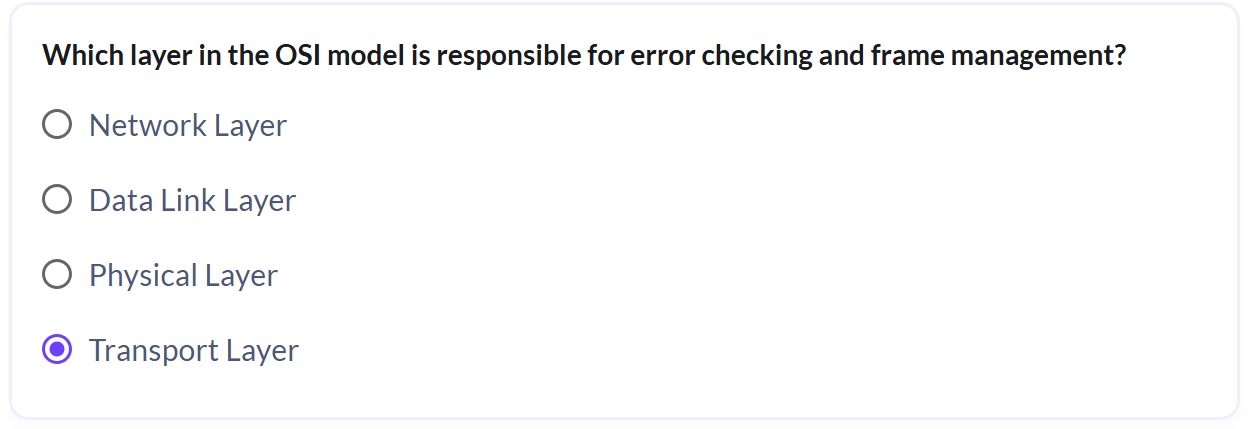 Which layer in the OSI model is responsible for error checking and frame management?
Network Layer
Data Link Layer
Physical Layer
Transport Layer